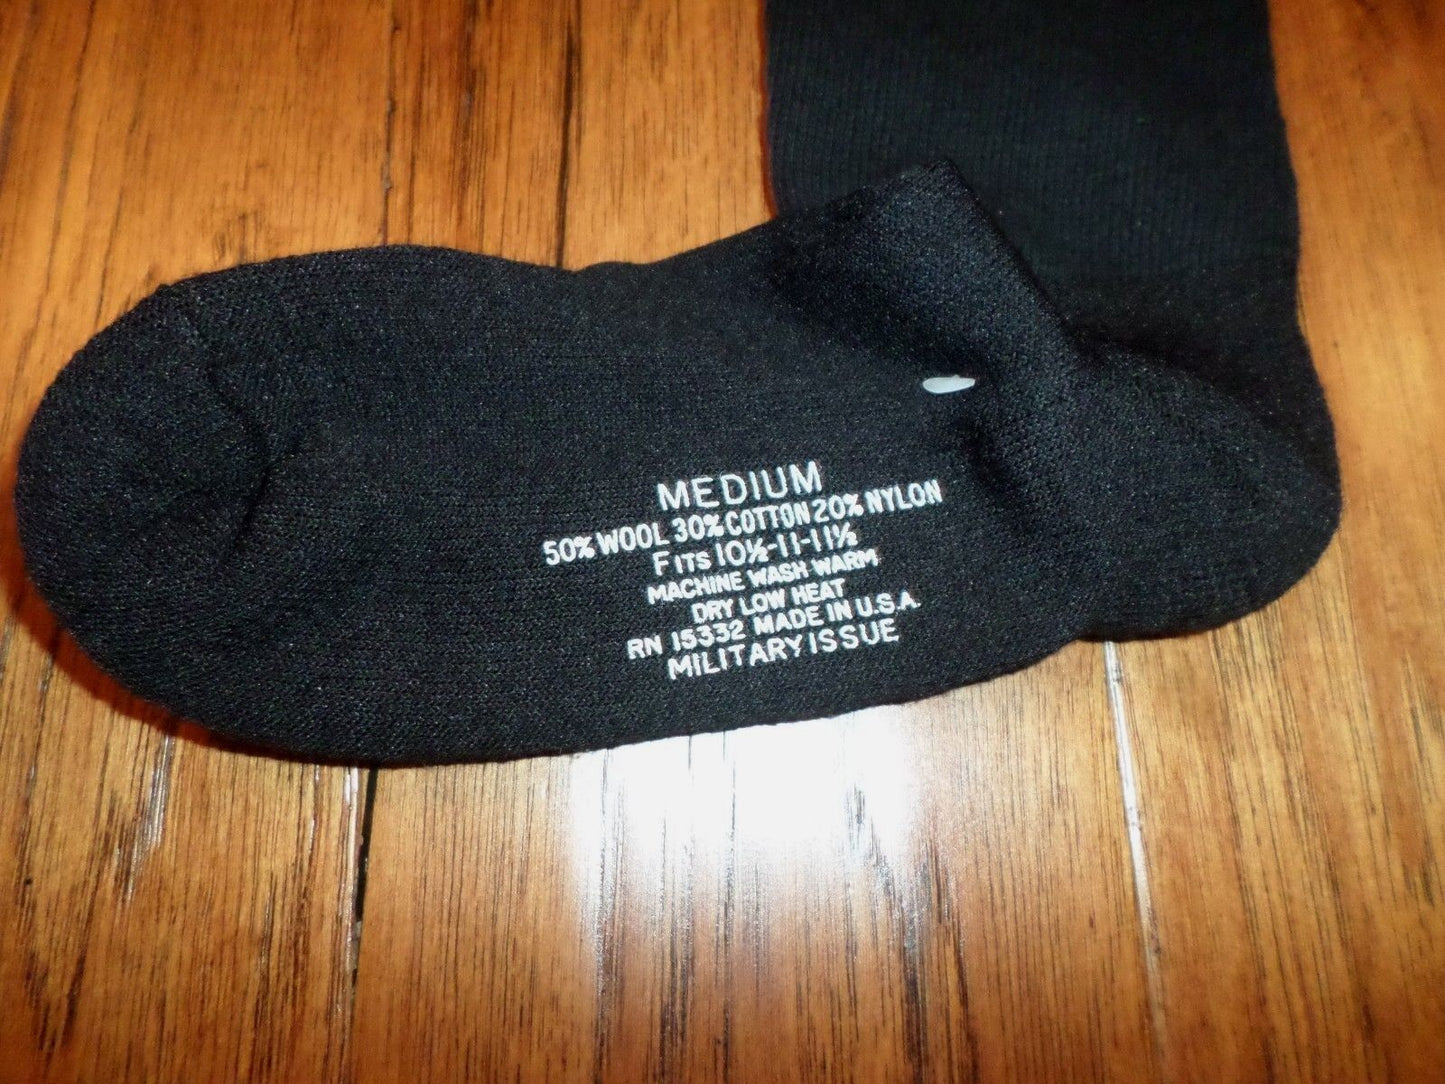 MEDIUM
50% WOOL 30% COTTON 20% NYLON
FITS 10½-11-11½
MACHINE WASH WARM
DRY LOW HEAT
RN 15332 MADE IN U.S.A.
MILITARY ISSUE